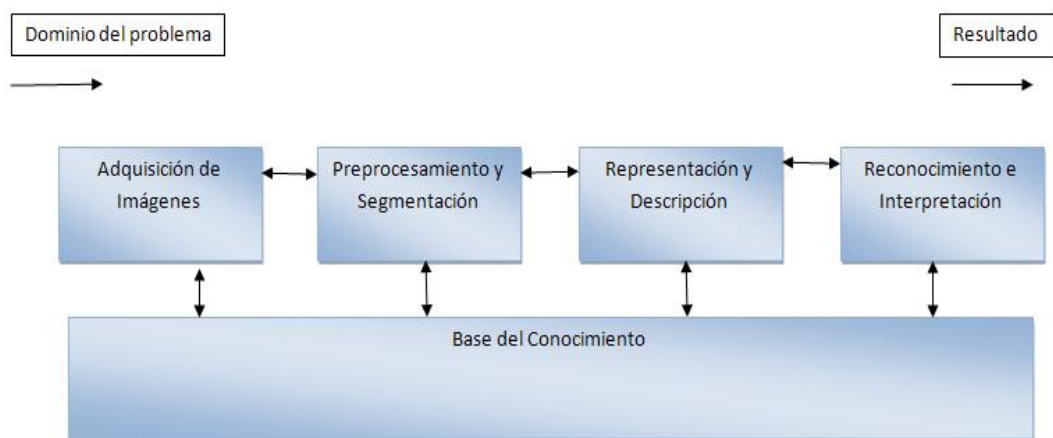 Dominio del problema
Resultado
Adquisición de
Imágenes
Preprocesamiento y
Segmentación
Representación y
Descripción
Reconocimiento e
Interpretación
Base del Conocimiento